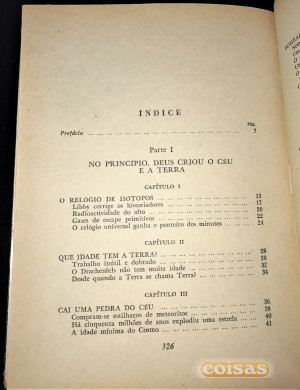 ÍNDICE
PÁG.
Prefácio ... 7
Parte I
NO PRINCÍPIO, DEUS CRIOU O CÉU
E A TERRA
CAPÍTULO I
O RELÓGIO DE ISÓTOPOS ... 15
Libby corrige os historiadores ... 17
Radioactividade do alto ... 20
Gases de escape primitivos ... 22
O relógio universal ganha o ponteiro dos minutos ... 24
CAPÍTULO II
QUE IDADE TEM A TERRA? ... 28
Trabalho inútil e dobrado ... 30
O Drachenfels não tem muita idade ... 32
Desde quando a Terra se chama Terra? ... 34
CAPÍTULO III
CAI UMA PEDRA DO CÉU ... 36
Compram-se estilhaços de meteoritos ... 38
Há cinquenta milhões de anos explodiu uma estrela ... 40
A idade mínima do Cosmo ... 41
326
coisas